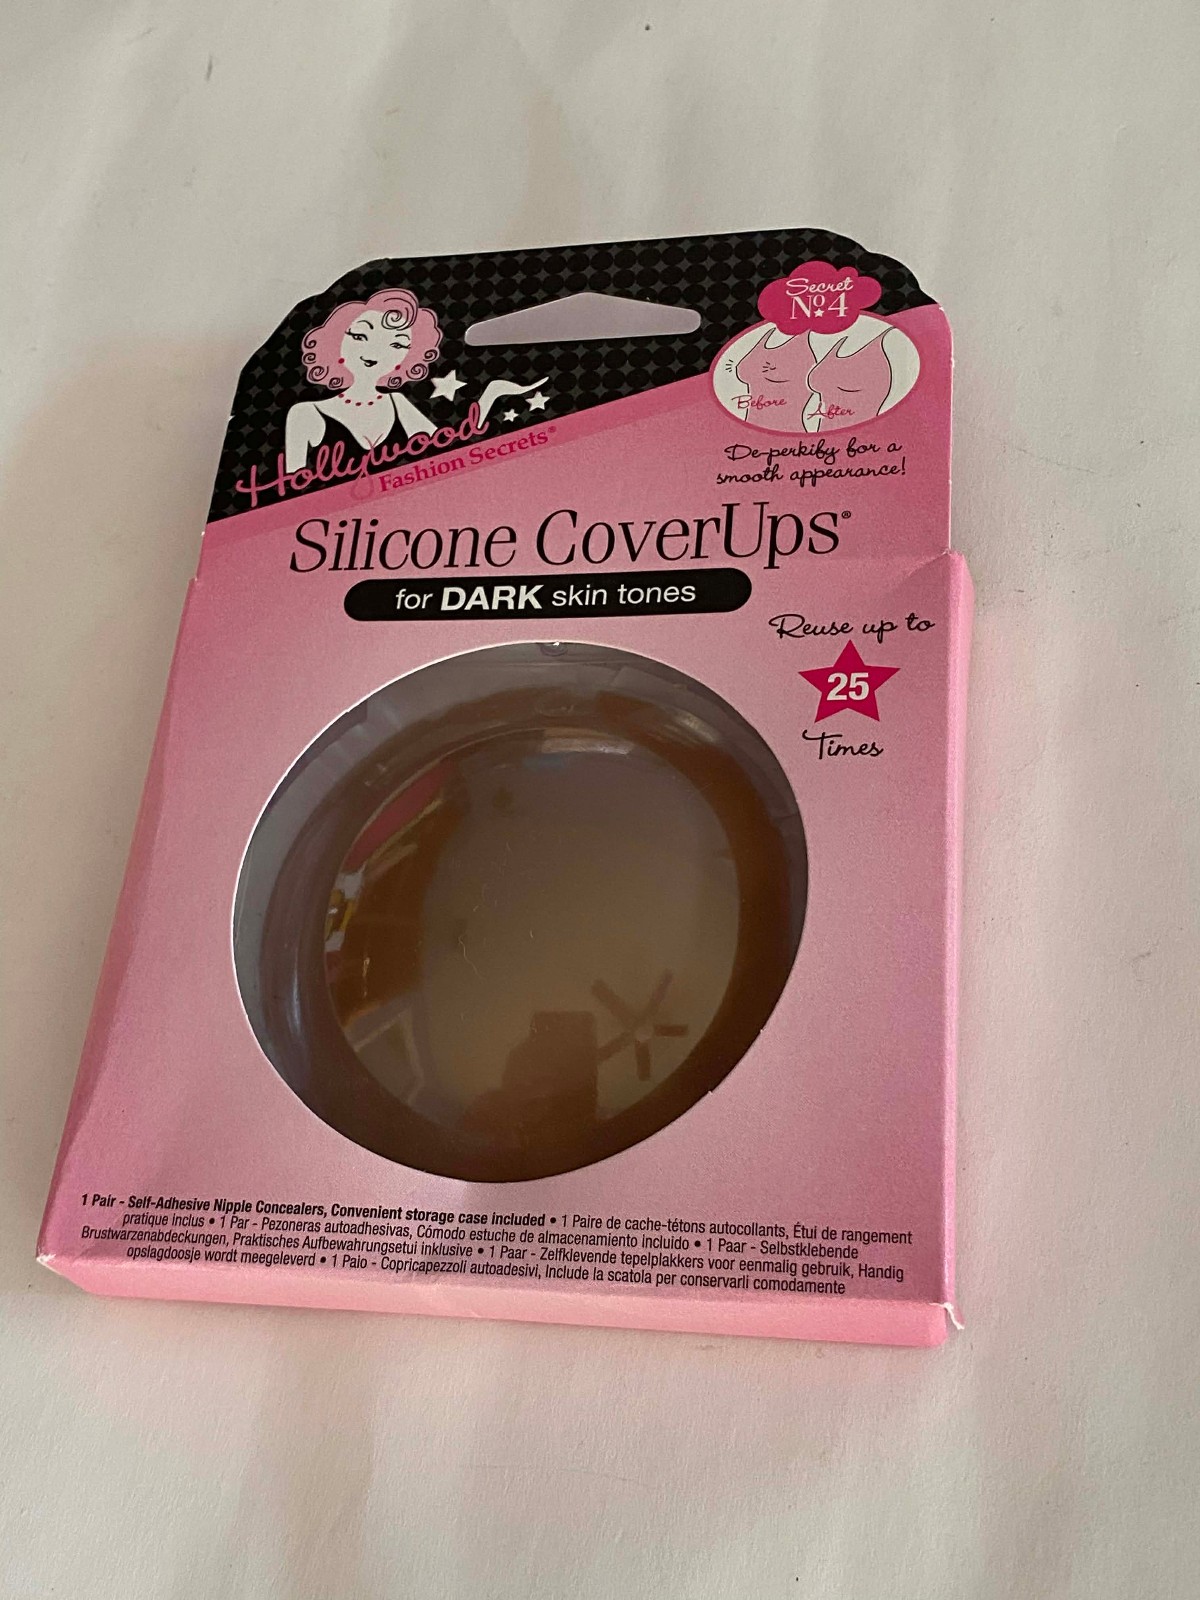 Secret
Nº 4
Before
After
Hollywood
Fashion Secrets®
De-perkify for a
smooth appearance!
Silicone CoverUps®
for DARK skin tones
Reuse up to
25
Times
1 Pair - Self-Adhesive Nipple Concealers, Convenient storage case included • 1 Paire de cache-tétons autocollants, Étui de rangement
pratique inclus • 1 Par - Pezoneras autoadhesivas, Cómodo estuche de almacenamiento incluido • 1 Paar - Selbstklebende
Brustwarzenabdeckungen, Praktisches Aufbewahrungsetui inklusive • 1 Paar - Zelfklevende tepelplakkers voor eenmalig gebruik, Handig
opslagdoosje wordt meegeleverd • 1 Paio - Copricapezzoli autoadesivi, Include la scatola per conservarli comodamente